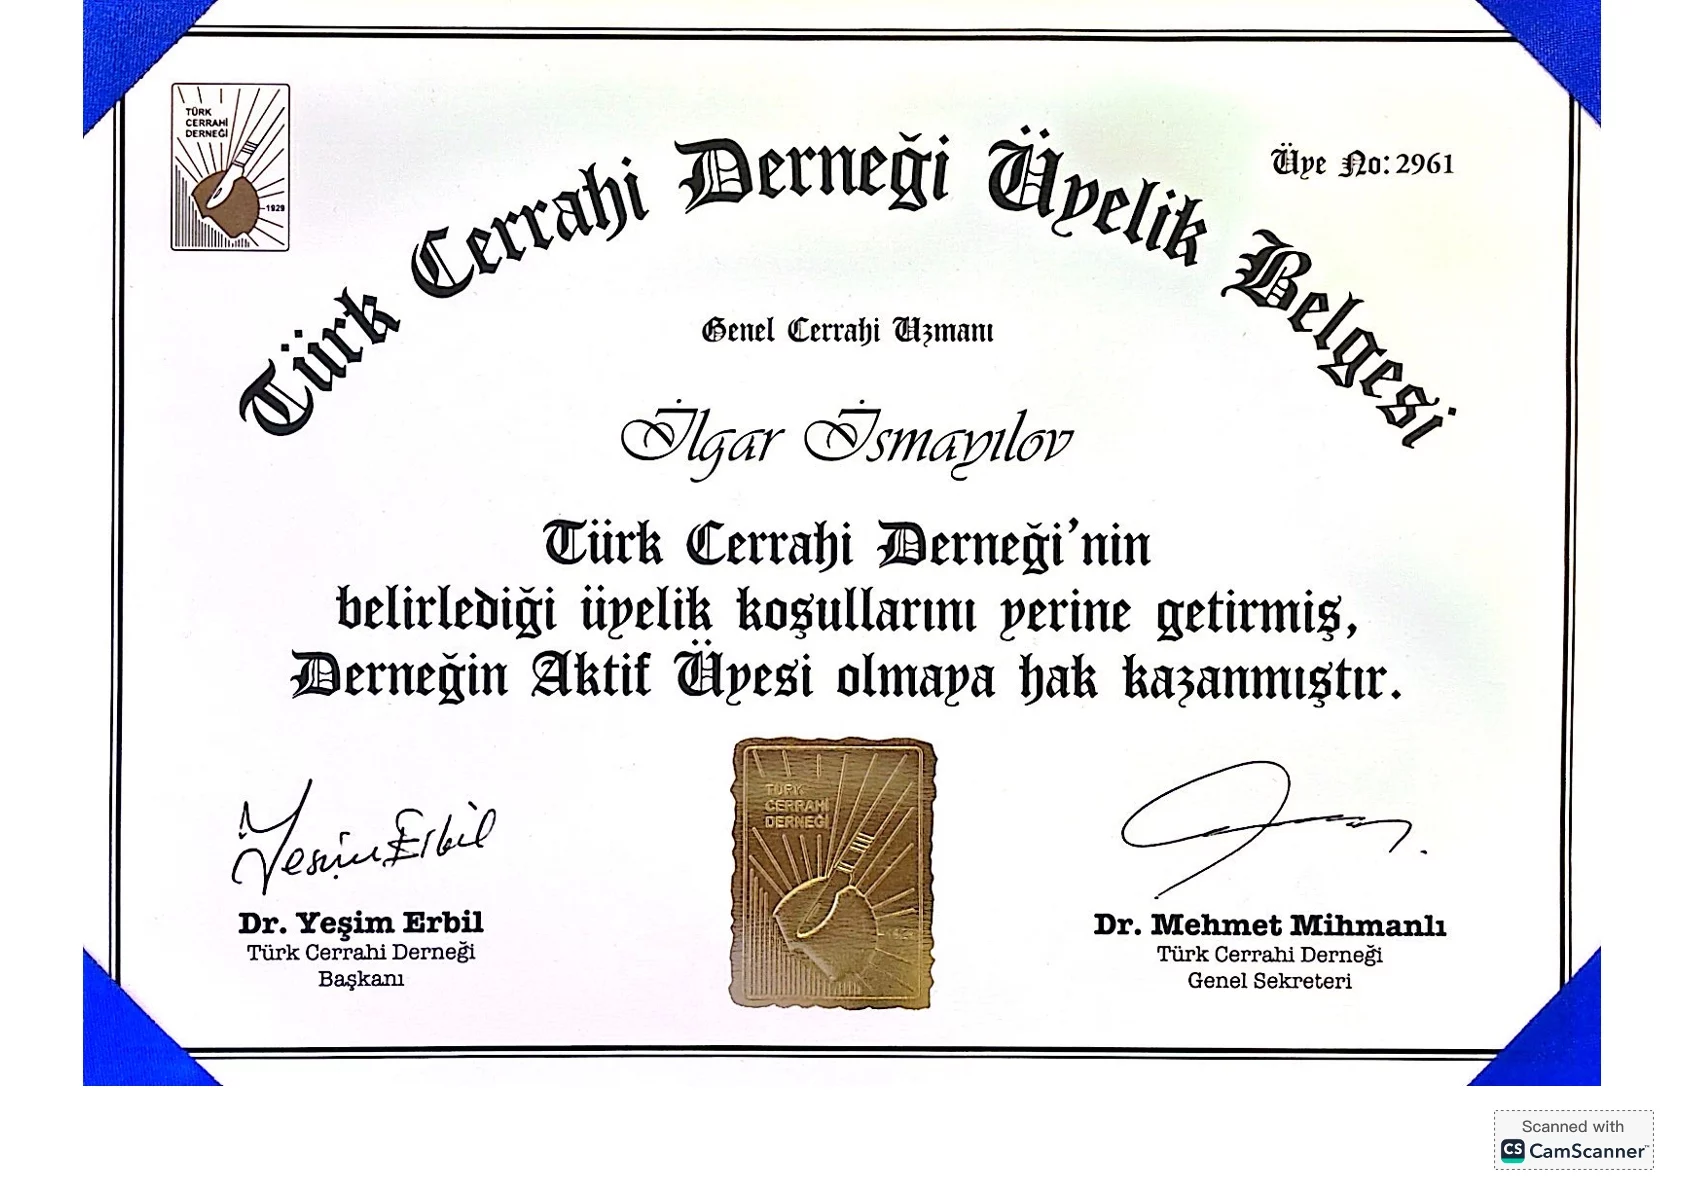 TÜRK
CERRAHİ
DERNEĞİ
1929
Üye No: 2961
Türk Cerrahi Derneği Üyelik Belgesi
Genel Cerrahi Uzmanı
İlgar İsmayılov
Türk Cerrahi Derneği’nin
belirlediği üyelik koşullarını yerine getirmiş,
Derneğin Aktif Üyesi olmaya hak kazanmıştır.
TÜRK
CERRAHİ
DERNEĞİ
Yeşim Erbil
Dr. Yeşim Erbil
Türk Cerrahi Derneği
Başkanı
Dr. Mehmet Mihmanlı
Türk Cerrahi Derneği
Genel Sekreteri
Scanned with
CS CamScanner™